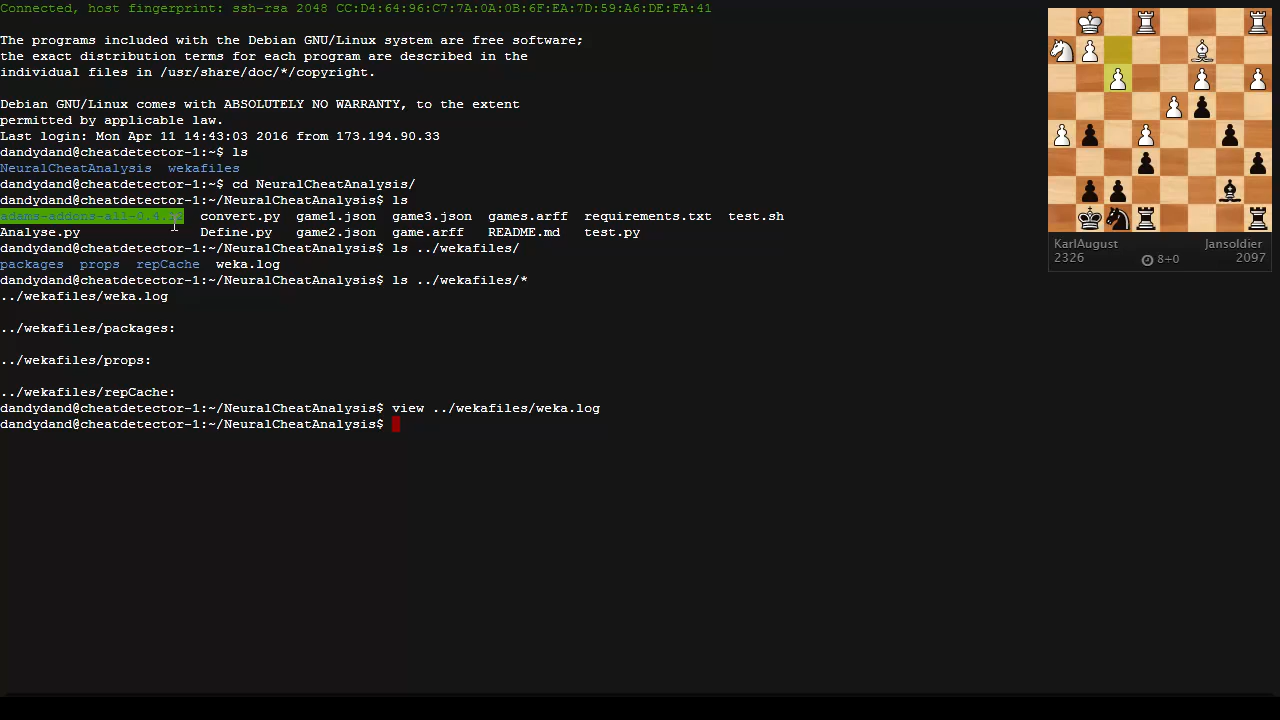 Connected, host fingerprint: ssh-rsa 2048 CC:D4:64:96:C7:7A:0A:0B:6F:EA:7D:59:A6:DE:FA:41
The programs included with the Debian GNU/Linux system are free software;
the exact distribution terms for each program are described in the
individual files in /usr/share/doc/*/copyright.
Debian GNU/Linux comes with ABSOLUTELY NO WARRANTY, to the extent
permitted by applicable law.
Last login: Mon Apr 11 14:43:03 2016 from 173.194.90.33
dandydand@cheatdetector-1:~$ ls
NeuralCheatAnalysis  wekafiles
dandydand@cheatdetector-1:~$ cd NeuralCheatAnalysis/
dandydand@cheatdetector-1:~/NeuralCheatAnalysis$ ls
convert.py  game1.json  game3.json  games.arff  requirements.txt  test.sh
Analyse.py  Define.py  game2.json  game.arff  README.md  test.py
dandydand@cheatdetector-1:~/NeuralCheatAnalysis$ ls ../wekafiles/
packages  props  repCache  weka.log
dandydand@cheatdetector-1:~/NeuralCheatAnalysis$ ls ../wekafiles/*
../wekafiles/weka.log
../wekafiles/packages:
../wekafiles/props:
../wekafiles/repCache:
dandydand@cheatdetector-1:~/NeuralCheatAnalysis$ view ../wekafiles/weka.log
dandydand@cheatdetector-1:~/NeuralCheatAnalysis$
KarlAugust  Jansoldier
2326  8+0  2097